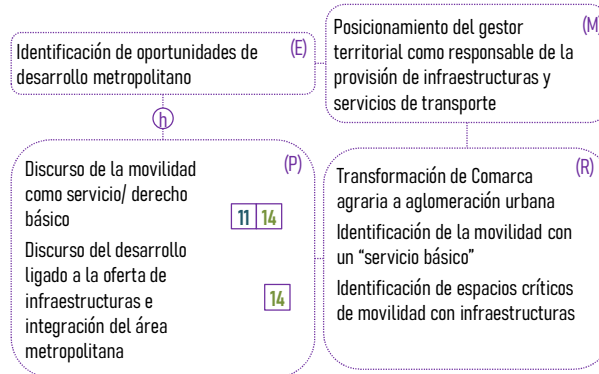 Identificación de oportunidades de
desarrollo metropolitano
(E)
Posicionamiento del gestor
territorial como responsable de la
provisión de infraestructuras y
servicios de transporte
(M)
h
Discurso de la movilidad
como servicio/ derecho
básico
(P)
11 14
Discurso del desarrollo
ligado a la oferta de
infraestructuras e
integración del área
metropolitana
14
Transformación de Comarca
agraria a aglomeración urbana
(R)
Identificación de la movilidad con
un “servicio básico”
Identificación de espacios críticos
de movilidad con infraestructuras